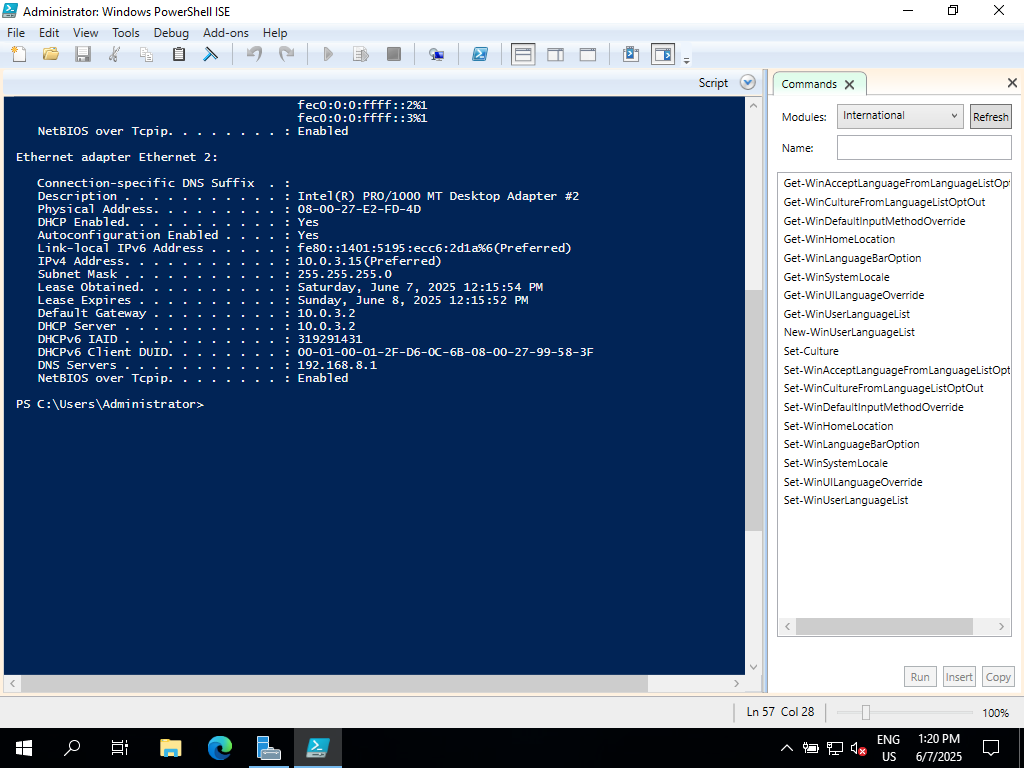 Administrator: Windows PowerShell ISE
File Edit View Tools Debug Add-ons Help
Script
fec0:0:0:ffff::2%1
fec0:0:0:ffff::3%1
NetBIOS over Tcpip. . . . . . . . : Enabled
Ethernet adapter Ethernet 2:
Connection-specific DNS Suffix . :
Description . . . . . . . . . . . : Intel(R) PRO/1000 MT Desktop Adapter #2
Physical Address. . . . . . . . . : 08-00-27-E2-FD-4D
DHCP Enabled. . . . . . . . . . . : Yes
Autoconfiguration Enabled . . . . : Yes
Link-local IPv6 Address . . . . . : fe80::1401:5195:ecc6:2d1a%6(Preferred)
IPv4 Address. . . . . . . . . . . : 10.0.3.15(Preferred)
Subnet Mask . . . . . . . . . . . : 255.255.255.0
Lease Obtained. . . . . . . . . . : Saturday, June 7, 2025 12:15:54 PM
Lease Expires . . . . . . . . . . : Sunday, June 8, 2025 12:15:52 PM
Default Gateway . . . . . . . . . : 10.0.3.2
DHCP Server . . . . . . . . . . . : 10.0.3.2
DHCPv6 IAID . . . . . . . . . . . : 319291431
DHCPv6 Client DUID. . . . . . . . : 00-01-00-01-2F-D6-0C-6B-08-00-27-99-58-3F
DNS Servers . . . . . . . . . . . : 192.168.8.1
NetBIOS over Tcpip. . . . . . . . : Enabled
PS C:\Users\Administrator>
Commands
Modules: International Refresh
Name:
Get-WinAcceptLanguageFromLanguageListOpt
Get-WinCultureFromLanguageListOptOut
Get-WinDefaultInputMethodOverride
Get-WinHomeLocation
Get-WinLanguageBarOption
Get-WinSystemLocale
Get-WinUILanguageOverride
Get-WinUserLanguageList
New-WinUserLanguageList
Set-Culture
Set-WinAcceptLanguageFromLanguageListOpt
Set-WinCultureFromLanguageListOptOut
Set-WinDefaultInputMethodOverride
Set-WinHomeLocation
Set-WinLanguageBarOption
Set-WinSystemLocale
Set-WinUILanguageOverride
Set-WinUserLanguageList
Run Insert Copy
Ln 57 Col 28 100%
ENG
US
1:20 PM
6/7/2025